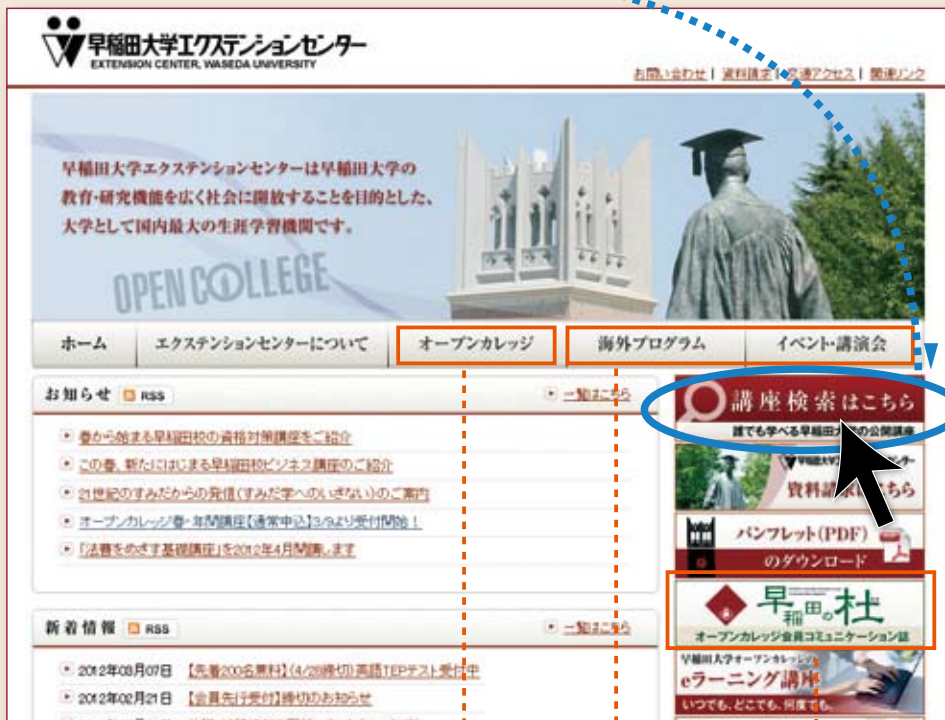 早稲田大学エクステンションセンター
EXTENSION CENTER, WASEDA UNIVERSITY
お問い合わせ | 資料請求 | 交通アクセス | 関連リンク
早稲田大学エクステンションセンターは早稲田大学の
教育・研究機能を広く社会に開放することを目的とした、
大学として国内最大の生涯学習機関です。
OPEN COLLEGE
ホーム エクステンションセンターについて オープンカレッジ 海外プログラム イベント・講演会
お知らせ RSS 一覧はこちら
春から始まる早稲田校の資格対策講座をご紹介
この春、新たにはじまる早稲田校ビジネス講座のご紹介
21世紀のすみだからの発信(すみだ学へのいざない)のご案内
オープンカレッジ春・年間講座【通常申込】3/9より受付開始!
「法曹をめざす基礎講座」を2012年4月開講します
講座検索はこちら
誰でも学べる早稲田大学の公開講座
資料請求はこちら
パンフレット(PDF)
のダウンロード
早稲田の杜
オープンカレッジ会員コミュニケーション誌
早稲田大学オープンカレッジの
eラーニング講座
いつでも、どこでも、何度でも。
新着情報 RSS 一覧はこちら
2012年03月07日 【先着200名無料】(4/28締切)英語TEPテスト受付中
2012年02月21日 【会員先行受付】締切のお知らせ